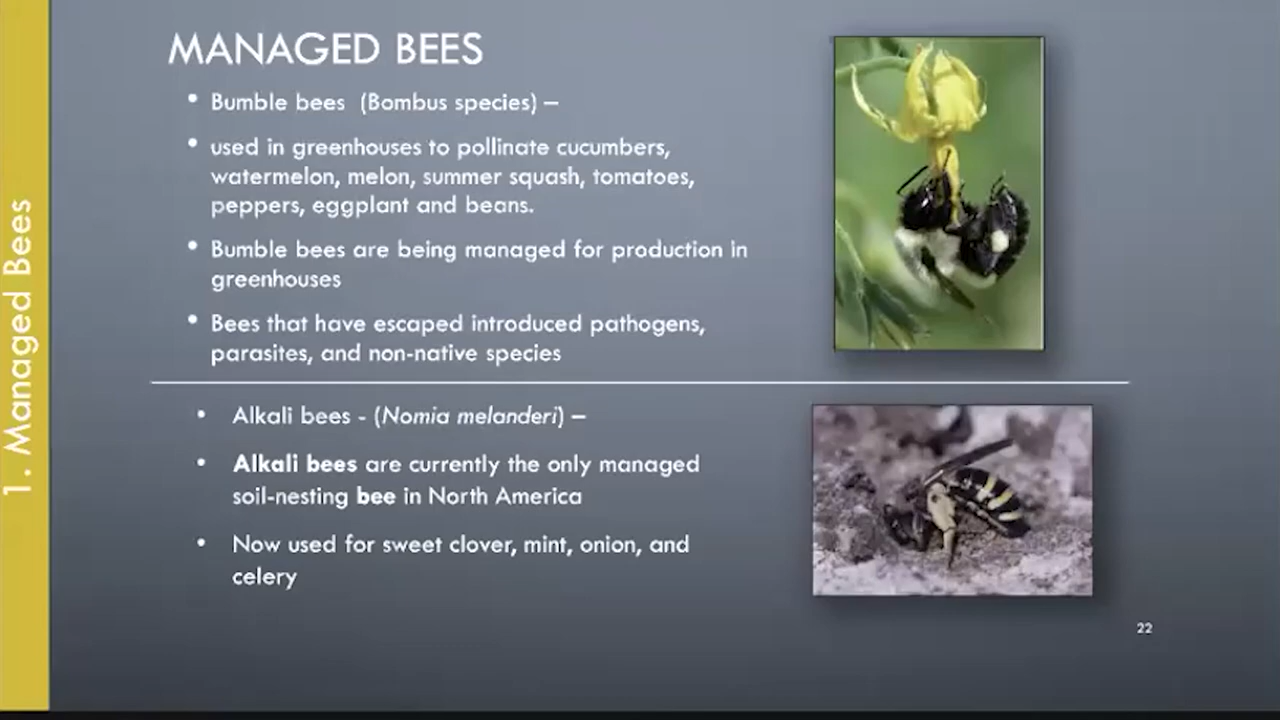 MANAGED BEES
• Bumble bees (Bombus species) –
• used in greenhouses to pollinate cucumbers,
watermelon, melon, summer squash, tomatoes,
peppers, eggplant and beans.
• Bumble bees are being managed for production in
greenhouses
• Bees that have escaped introduced pathogens,
parasites, and non-native species
• Alkali bees - (Nomia melanderi) –
• Alkali bees are currently the only managed
soil-nesting bee in North America
• Now used for sweet clover, mint, onion, and
celery
1. Managed Bees
22